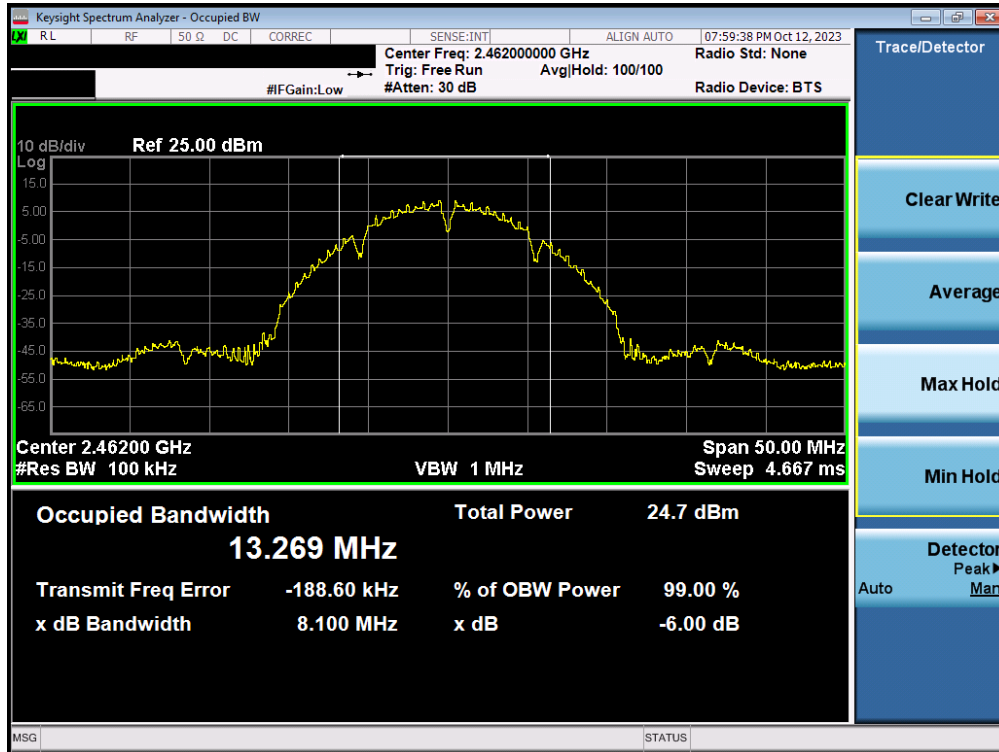 Keysight Spectrum Analyzer - Occupied BW
LXI RL RF 50 Ω DC CORREC SENSE:INT ALIGN AUTO 07:59:38 PM Oct 12, 2023
Center Freq: 2.462000000 GHz Radio Std: None
Trig: Free Run Avg|Hold: 100/100
#IFGain:Low #Atten: 30 dB Radio Device: BTS
Trace/Detector
10 dB/div Ref 25.00 dBm
Log
15.0
5.00
-5.00
-15.0
-25.0
-35.0
-45.0
-55.0
-65.0
Center 2.46200 GHz Span 50.00 MHz
#Res BW 100 kHz VBW 1 MHz Sweep 4.667 ms
Occupied Bandwidth Total Power 24.7 dBm
13.269 MHz
Transmit Freq Error -188.60 kHz % of OBW Power 99.00 %
x dB Bandwidth 8.100 MHz x dB -6.00 dB
Clear Write
Average
Max Hold
Min Hold
Detector
Peak
Auto Man
MSG STATUS